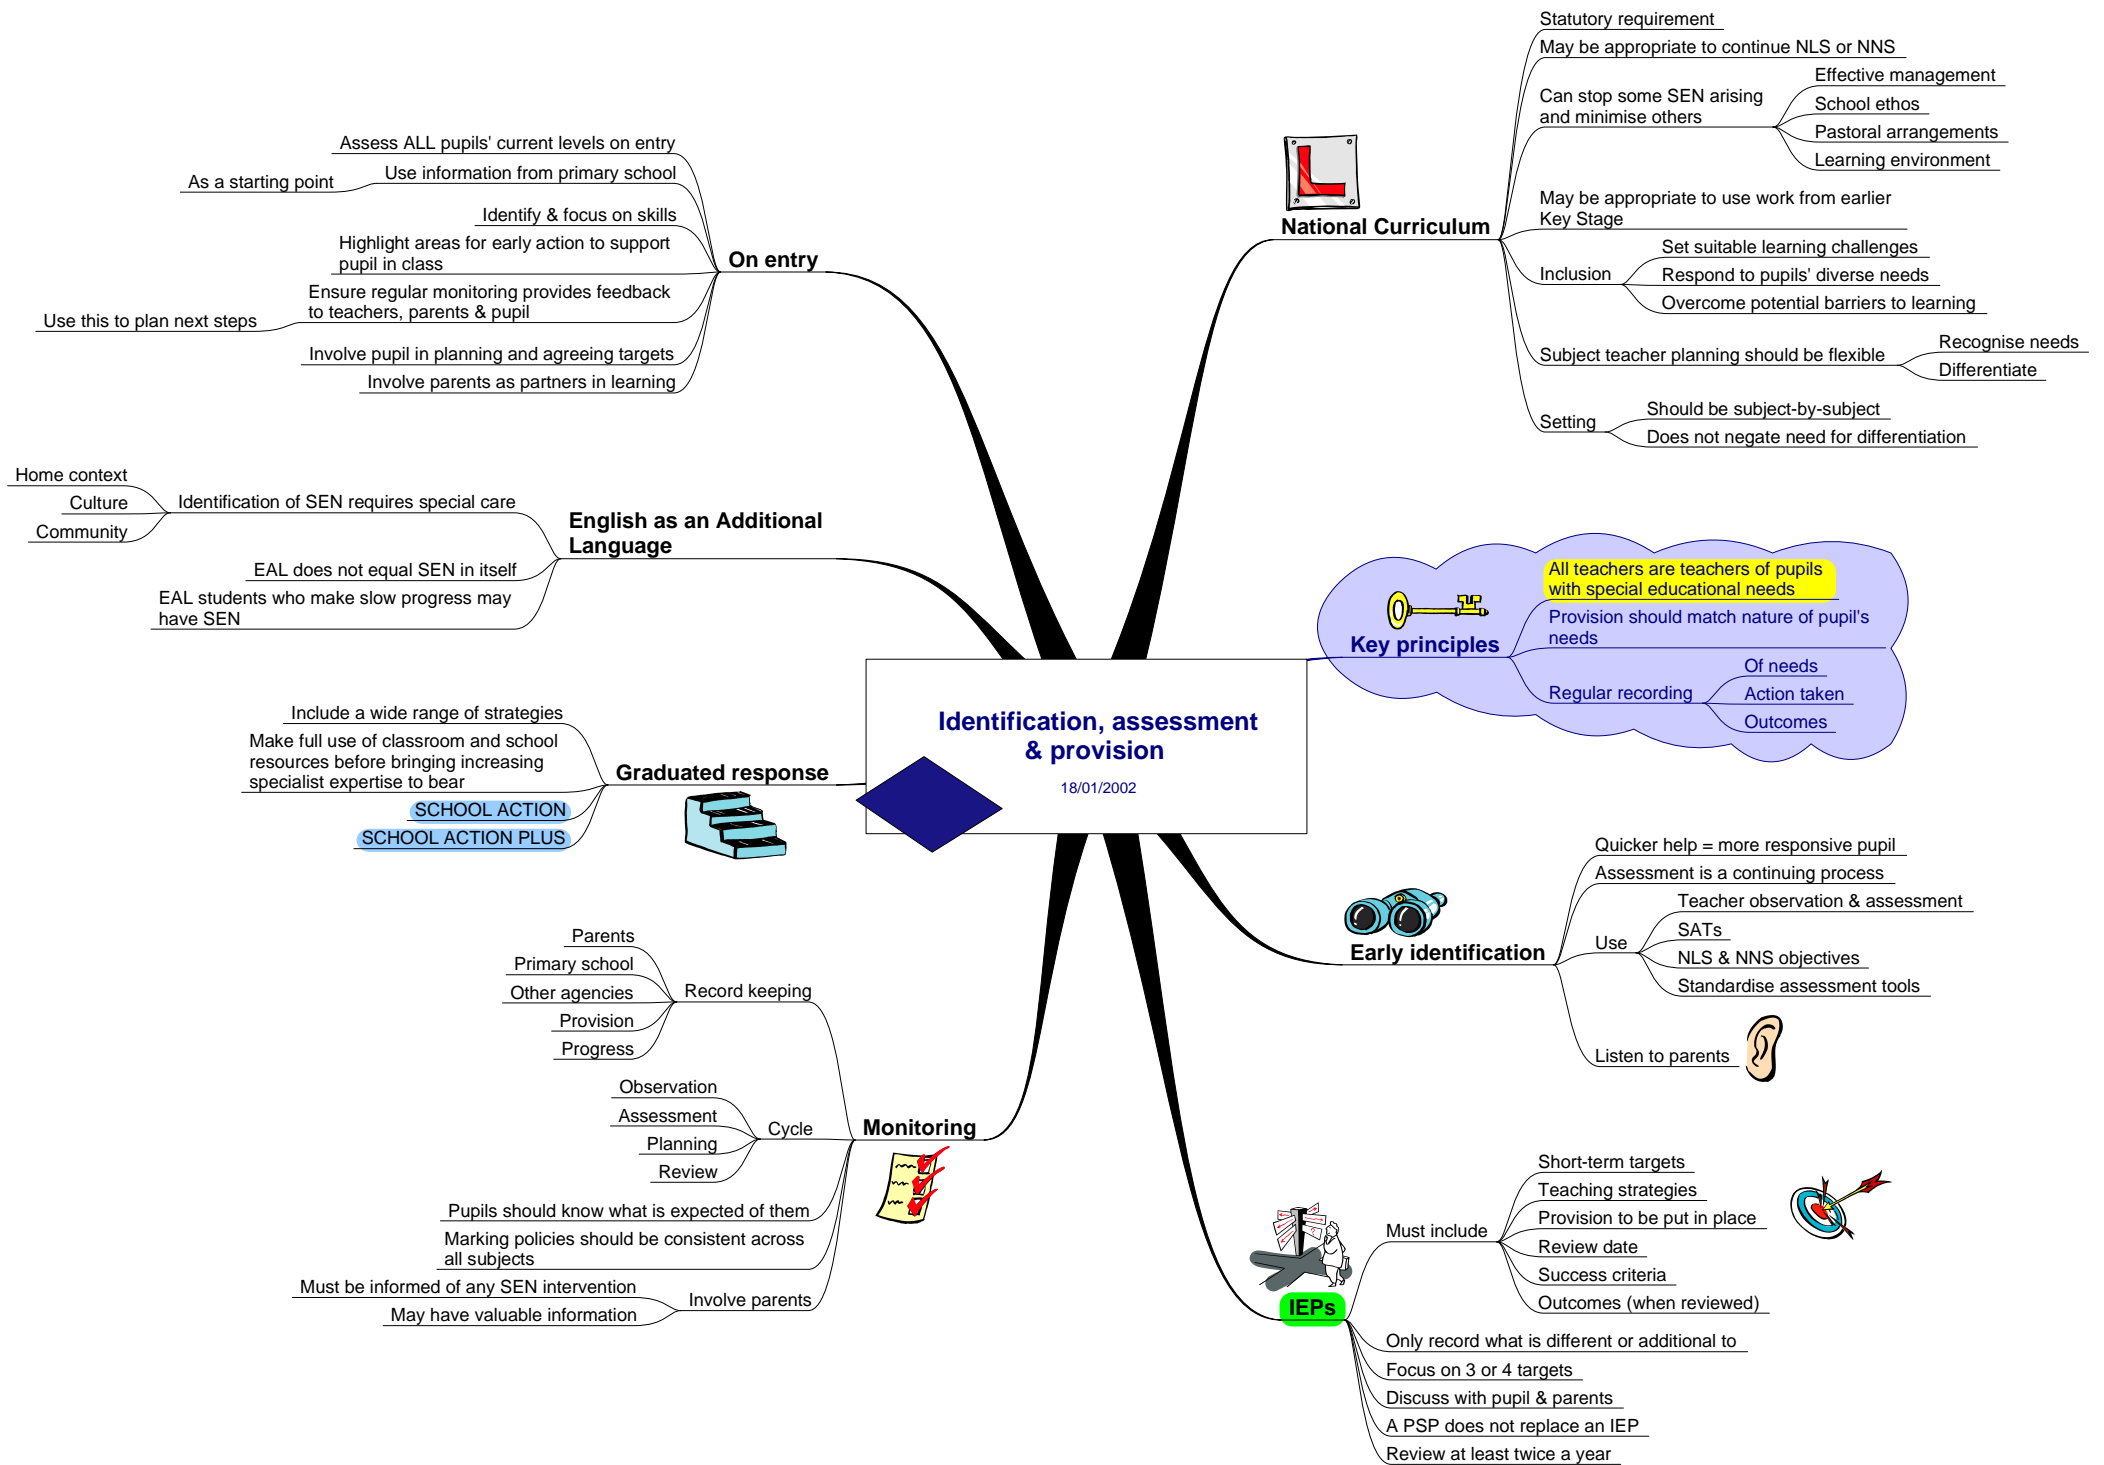 Identification, assessment
& provision
18/01/2002
National Curriculum
Statutory requirement
May be appropriate to continue NLS or NNS
Can stop some SEN arising
and minimise others
Effective management
School ethos
Pastoral arrangements
Learning environment
May be appropriate to use work from earlier
Key Stage
Inclusion
Set suitable learning challenges
Respond to pupils' diverse needs
Overcome potential barriers to learning
Subject teacher planning should be flexible
Recognise needs
Differentiate
Setting
Should be subject-by-subject
Does not negate need for differentiation
Key principles
All teachers are teachers of pupils
with special educational needs
Provision should match nature of pupil's
needs
Regular recording
Of needs
Action taken
Outcomes
Early identification
Quicker help = more responsive pupil
Assessment is a continuing process
Use
Teacher observation & assessment
SATs
NLS & NNS objectives
Standardise assessment tools
Listen to parents
IEPs
Must include
Short-term targets
Teaching strategies
Provision to be put in place
Review date
Success criteria
Outcomes (when reviewed)
Only record what is different or additional to
Focus on 3 or 4 targets
Discuss with pupil & parents
A PSP does not replace an IEP
Review at least twice a year
On entry
Assess ALL pupils' current levels on entry
Use information from primary school
As a starting point
Identify & focus on skills
Highlight areas for early action to support
pupil in class
Ensure regular monitoring provides feedback
to teachers, parents & pupil
Use this to plan next steps
Involve pupil in planning and agreeing targets
Involve parents as partners in learning
English as an Additional
Language
Identification of SEN requires special care
Home context
Culture
Community
EAL does not equal SEN in itself
EAL students who make slow progress may
have SEN
Graduated response
Include a wide range of strategies
Make full use of classroom and school
resources before bringing increasing
specialist expertise to bear
SCHOOL ACTION
SCHOOL ACTION PLUS
Monitoring
Record keeping
Parents
Primary school
Other agencies
Provision
Progress
Cycle
Observation
Assessment
Planning
Review
Pupils should know what is expected of them
Marking policies should be consistent across
all subjects
Involve parents
Must be informed of any SEN intervention
May have valuable information
L